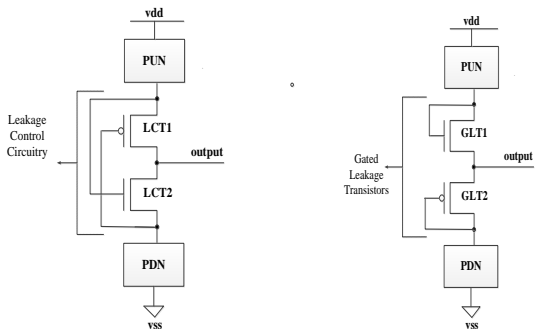 vdd
PUN
Leakage
Control
Circuitry
LCT1
output
LCT2
PDN
vss
vdd
PUN
Gated
Leakage
Transistors
GLT1
output
GLT2
PDN
vss